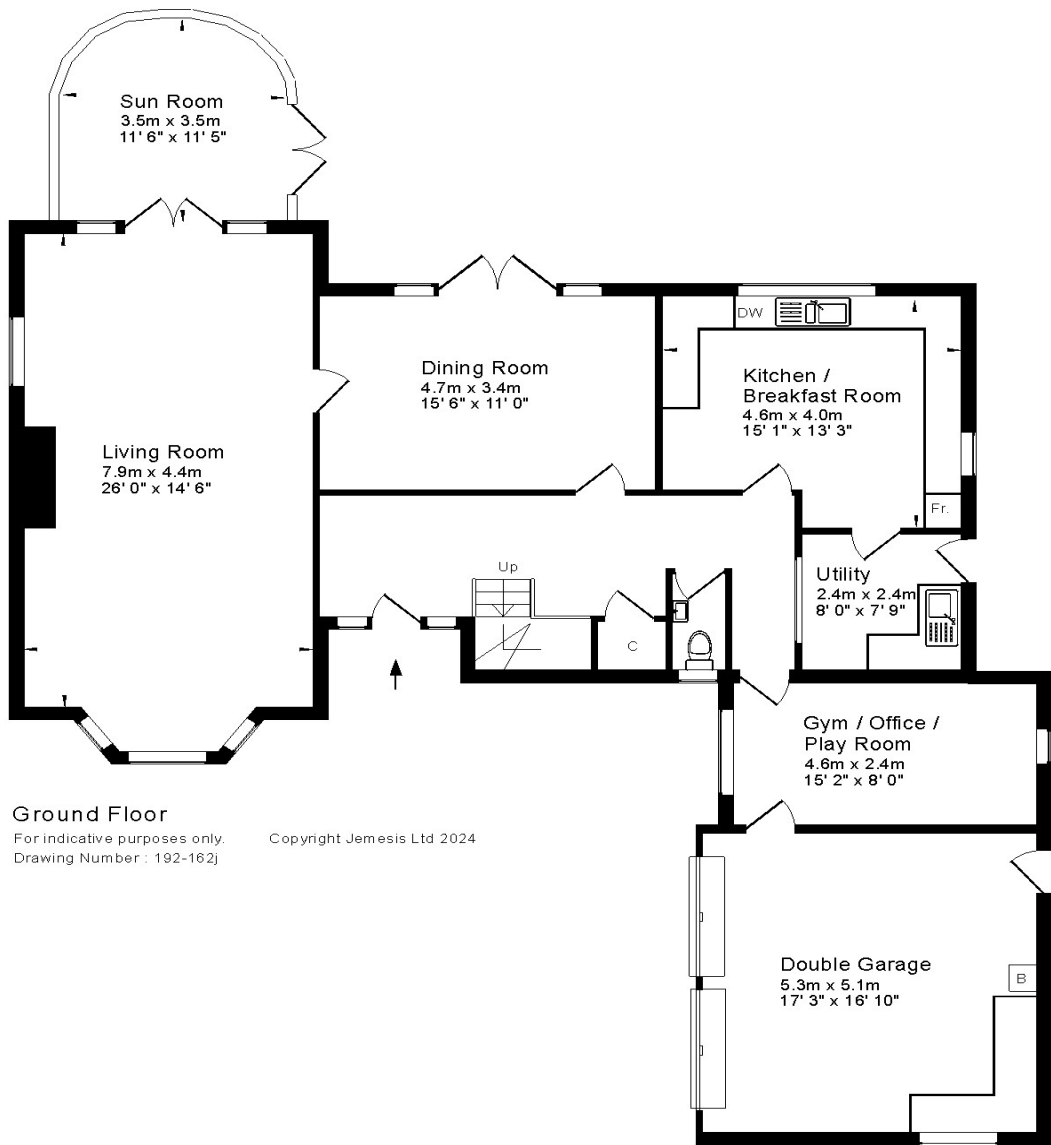 Sun Room
3.5m x 3.5m
11' 6" x 11' 5"
Dining Room
4.7m x 3.4m
15' 6" x 11' 0"
DW
Kitchen /
Breakfast Room
4.6m x 4.0m
15' 1" x 13' 3"
Living Room
7.9m x 4.4m
26' 0" x 14' 6"
Fr.
Up
Utility
2.4m x 2.4m
8' 0" x 7' 9"
C
Gym / Office /
Play Room
4.6m x 2.4m
15' 2" x 8' 0"
Ground Floor
For indicative purposes only. Copyright Jemesis Ltd 2024
Drawing Number : 192-162j
Double Garage
5.3m x 5.1m
17' 3" x 16' 10"
B